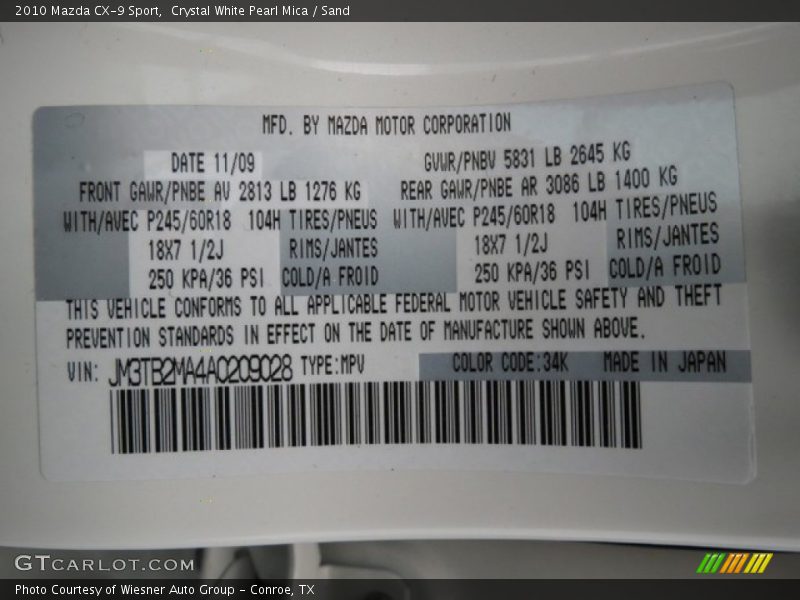 2010 Mazda CX-9 Sport,  Crystal White Pearl Mica / Sand
MFD. BY MAZDA MOTOR CORPORATION
DATE 11/09 GVWR/PNBV 5831 LB 2645 KG
FRONT GAWR/PNBE AV 2813 LB 1276 KG REAR GAWR/PNBE AR 3086 LB 1400 KG
WITH/AVEC P245/60R18 104H TIRES/PNEUS WITH/AVEC P245/60R18 104H TIRES/PNEUS
18X7 1/2J RIMS/JANTES 18X7 1/2J RIMS/JANTES
250 KPA/36 PSI COLD/A FROID 250 KPA/36 PSI COLD/A FROID
THIS VEHICLE CONFORMS TO ALL APPLICABLE FEDERAL MOTOR VEHICLE SAFETY AND THEFT
PREVENTION STANDARDS IN EFFECT ON THE DATE OF MANUFACTURE SHOWN ABOVE.
VIN: JM3TB2MA4A0209028 TYPE:MPV COLOR CODE:34K MADE IN JAPAN
GTCARLOT.COM
Photo Courtesy of Wiesner Auto Group - Conroe, TX